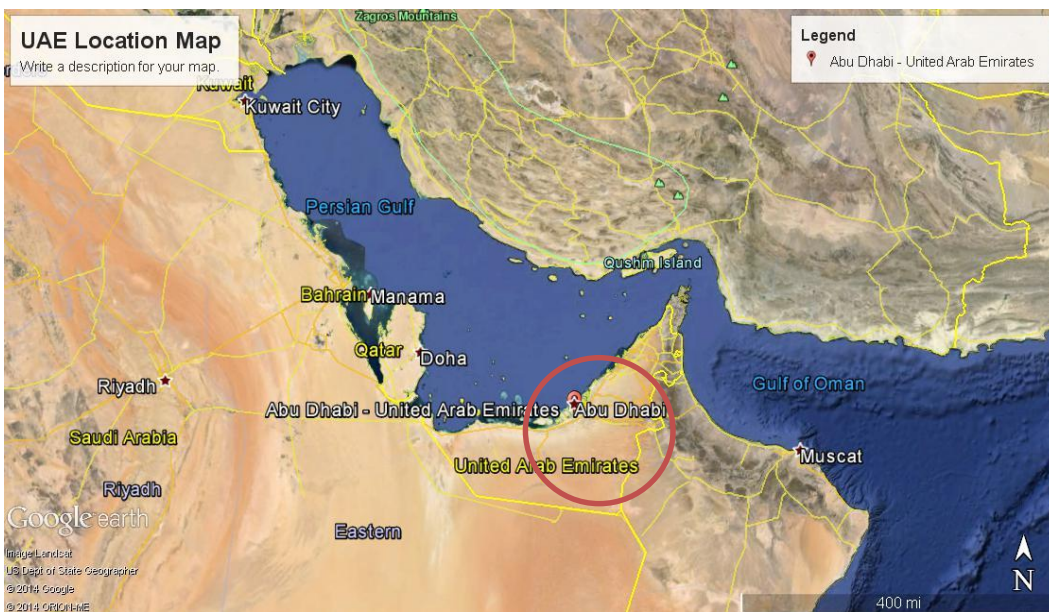 Zagros Mountains
UAE Location Map
Write a description for your map.
Legend
Abu Dhabi - United Arab Emirates
Kuwait
Kuwait City
Persian Gulf
Qushm Island
Bahrain
Manama
Qatar
Doha
Riyadh
Gulf of Oman
Abu Dhabi - United Arab Emirates
Abu Dhabi
Saudi Arabia
Muscat
United Arab Emirates
Riyadh
Google earth
Eastern
Image Landsat
US Dept of State Geographer
© 2014 Google
© 2014 ORION-ME
N
400 mi